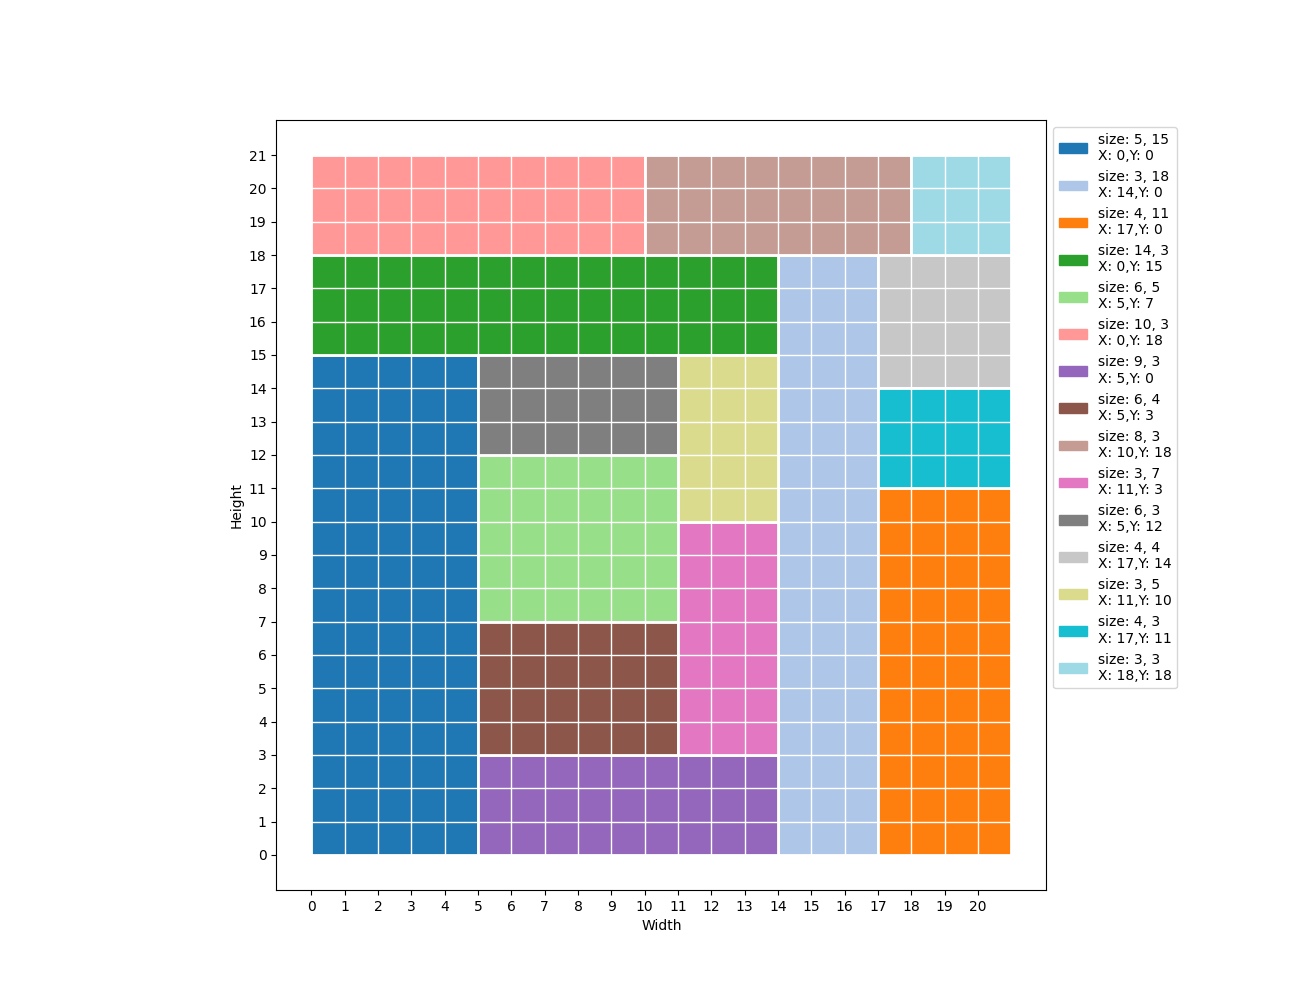 21
20
19
18
17
16
15
14
13
12
11
10
9
8
7
6
5
4
3
2
1
0
Height
0 1 2 3 4 5 6 7 8 9 10 11 12 13 14 15 16 17 18 19 20
Width
size: 5, 15
X: 0,Y: 0
size: 3, 18
X: 14,Y: 0
size: 4, 11
X: 17,Y: 0
size: 14, 3
X: 0,Y: 15
size: 6, 5
X: 5,Y: 7
size: 10, 3
X: 0,Y: 18
size: 9, 3
X: 5,Y: 0
size: 6, 4
X: 5,Y: 3
size: 8, 3
X: 10,Y: 18
size: 3, 7
X: 11,Y: 3
size: 6, 3
X: 5,Y: 12
size: 4, 4
X: 17,Y: 14
size: 3, 5
X: 11,Y: 10
size: 4, 3
X: 17,Y: 11
size: 3, 3
X: 18,Y: 18